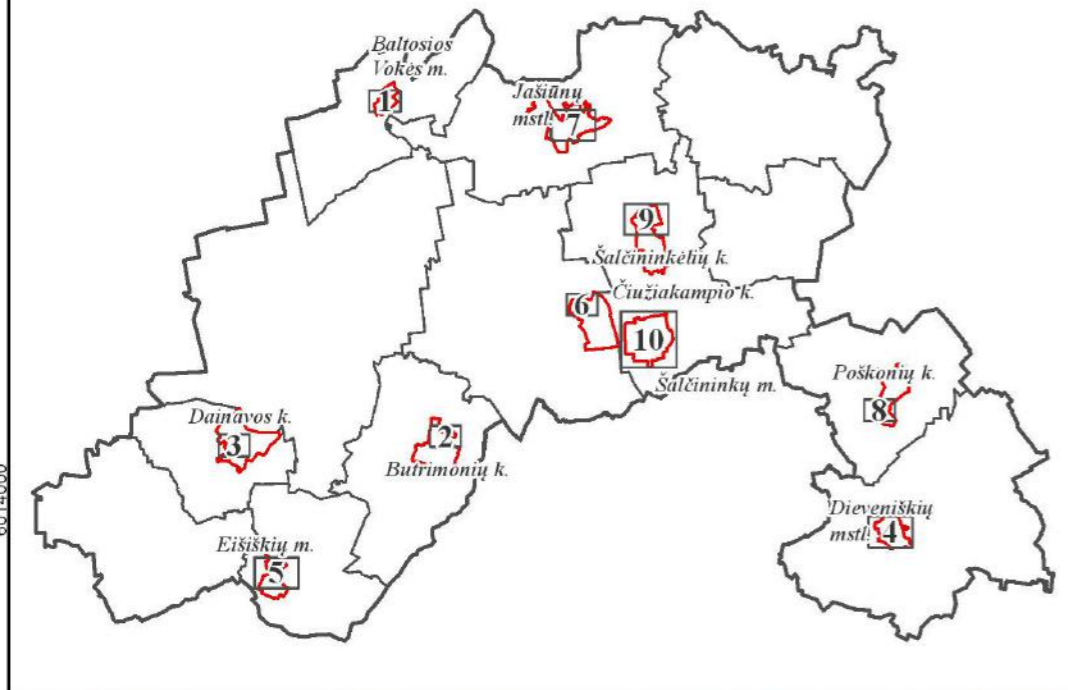 Baltosios
Vokės m.
1
Jašiūnų
mstl.
7
9
Šalčininkėlių k.
Čiužiakampio k.
6
10
Šalčininkų m.
Poškonių k.
8
Dainavos k.
3
2
Butrimonių k.
Dieveniškių
mstl.
4
Eišiškių m.
5